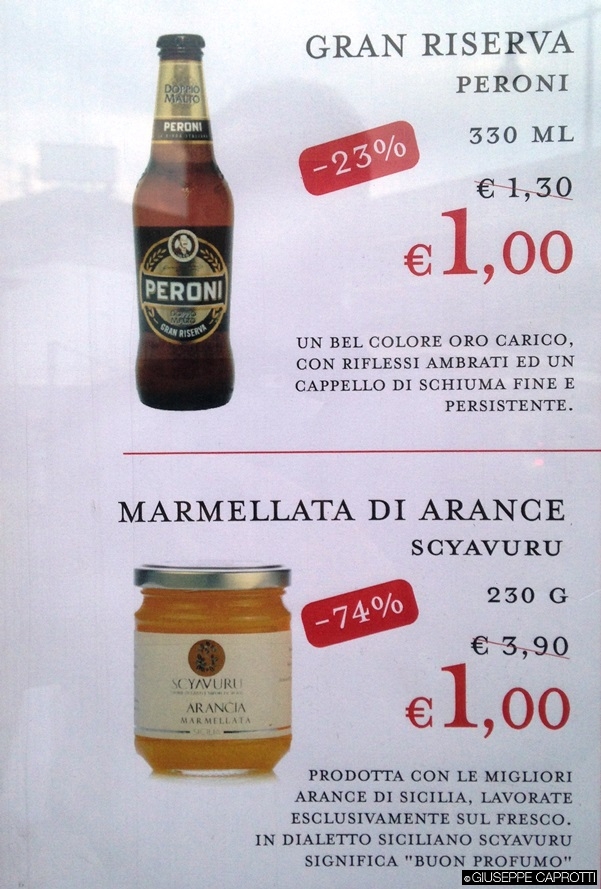 GRAN RISERVA
PERONI
330 ML
-23%
€ 1,30
€1,00
DOPPIO
MALTO
PERONI
PERONI
GRAN RISERVA
UN BEL COLORE ORO CARICO,
CON RIFLESSI AMBRATI ED UN
CAPPELLO DI SCHIUMA FINE E
PERSISTENTE.
MARMELLATA DI ARANCE
SCYAVURU
230 G
-74%
€ 3,90
€1,00
SCYAVURU
ARANCIA
MARMELLATA
PRODOTTA CON LE MIGLIORI
ARANCE DI SICILIA, LAVORATE
ESCLUSIVAMENTE SUL FRESCO.
IN DIALETTO SICILIANO SCYAVURU
SIGNIFICA "BUON PROFUMO"
©GIUSEPPE CAPROTTI